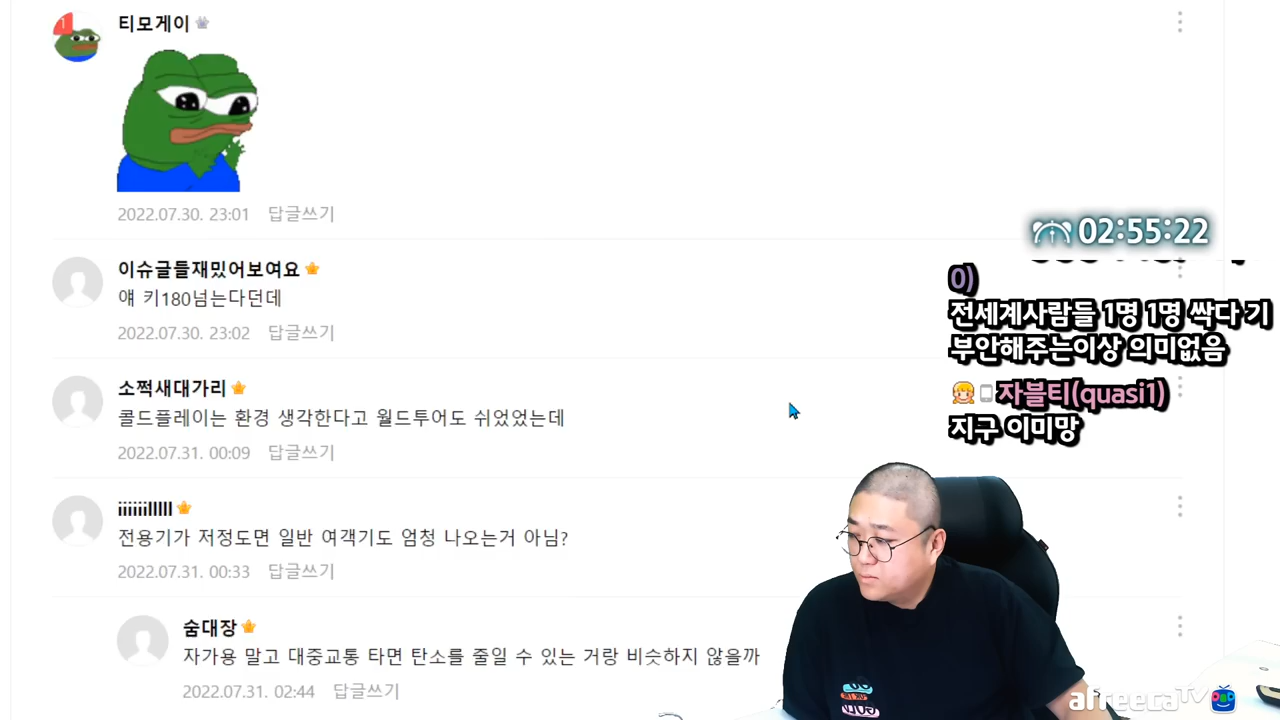 1
티모게이
2022.07.30. 23:01 답글쓰기
02:55:22
이슈글들재밌어보여요
얘 키180넘는다던데
2022.07.30. 23:02 답글쓰기
0)
전세계사람들 1명 1명 싹다 기
부안해주는이상 의미없음
자블티(quasi1)
지구 이미망
소쩍새대가리
콜드플레이는 환경 생각한다고 월드투어도 쉬었었는데
2022.07.31. 00:09 답글쓰기
iiiiiilllll
전용기가 저정도면 일반 여객기도 엄청 나오는거 아님?
2022.07.31. 00:33 답글쓰기
숨대장
자가용 말고 대중교통 타면 탄소를 줄일 수 있는 거랑 비슷하지 않을까
2022.07.31. 02:44 답글쓰기
afreecaTV